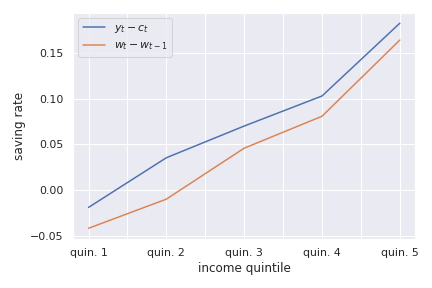 y_t − c_t
w_t − w_{t−1}
0.15
0.10
0.05
0.00
−0.05
saving rate
quin. 1 quin. 2 quin. 3 quin. 4 quin. 5
income quintile